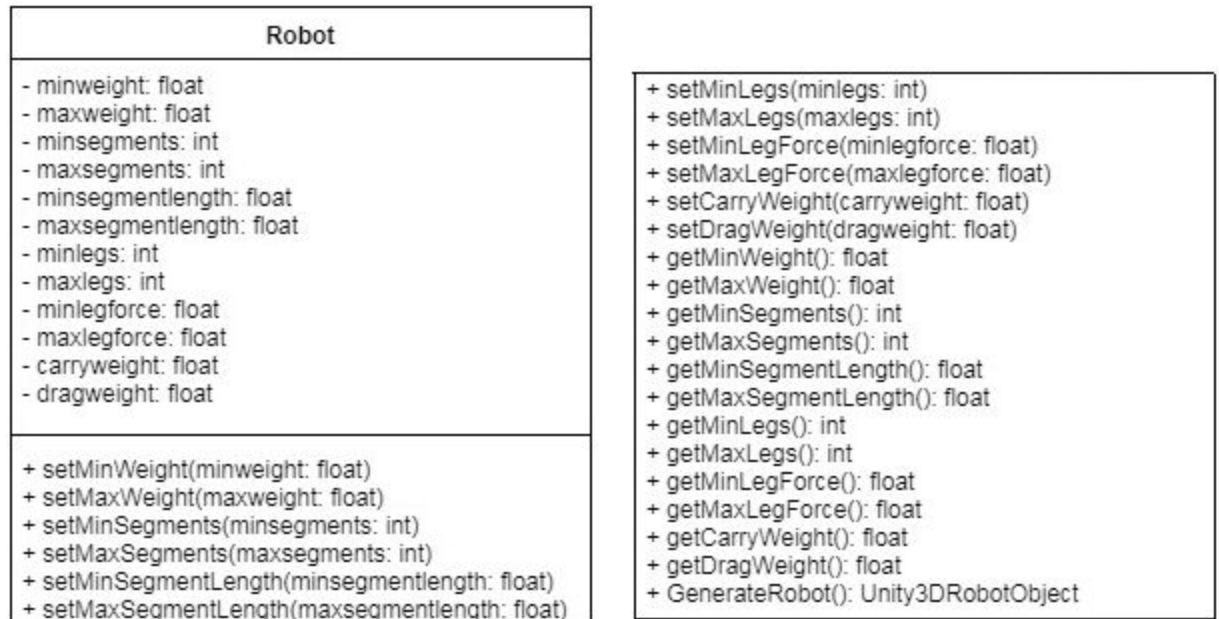 Robot
- minweight: float
- maxweight: float
- minsegments: int
- maxsegments: int
- minsegmentlength: float
- maxsegmentlength: float
- minlegs: int
- maxlegs: int
- minlegforce: float
- maxlegforce: float
- carryweight: float
- dragweight: float
+ setMinWeight(minweight: float)
+ setMaxWeight(maxweight: float)
+ setMinSegments(minsegments: int)
+ setMaxSegments(maxsegments: int)
+ setMinSegmentLength(minsegmentlength: float)
+ setMaxSegmentLength(maxsegmentlength: float)
+ setMinLegs(minlegs: int)
+ setMaxLegs(maxlegs: int)
+ setMinLegForce(minlegforce: float)
+ setMaxLegForce(maxlegforce: float)
+ setCarryWeight(carryweight: float)
+ setDragWeight(dragweight: float)
+ getMinWeight(): float
+ getMaxWeight(): float
+ getMinSegments(): int
+ getMaxSegments(): int
+ getMinSegmentLength(): float
+ getMaxSegmentLength(): float
+ getMinLegs(): int
+ getMaxLegs(): int
+ getMinLegForce(): float
+ getMaxLegForce(): float
+ getCarryWeight(): float
+ getDragWeight(): float
+ GenerateRobot(): Unity3DRobotObject